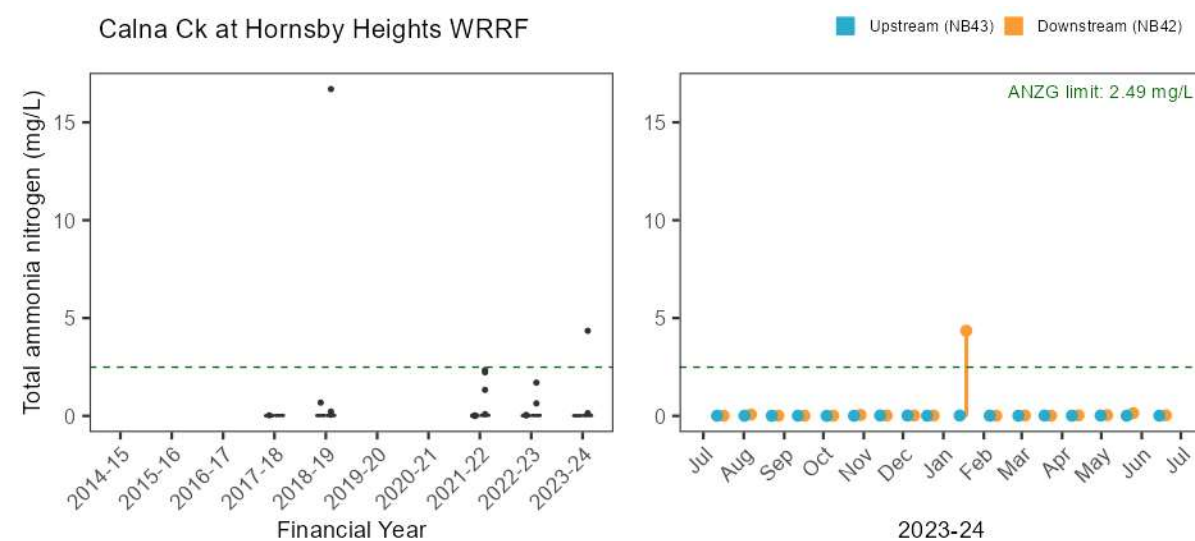 Calna Ck at Hornsby Heights WRRF
Upstream (NB43)
Downstream (NB42)
Total ammonia nitrogen (mg/L)
15
10
5
0
2014-15
2015-16
2016-17
2017-18
2018-19
2019-20
2020-21
2021-22
2022-23
2023-24
Financial Year
ANZG limit: 2.49 mg/L
15
10
5
0
Jul
Aug
Sep
Oct
Nov
Dec
Jan
Feb
Mar
Apr
May
Jun
Jul
2023-24